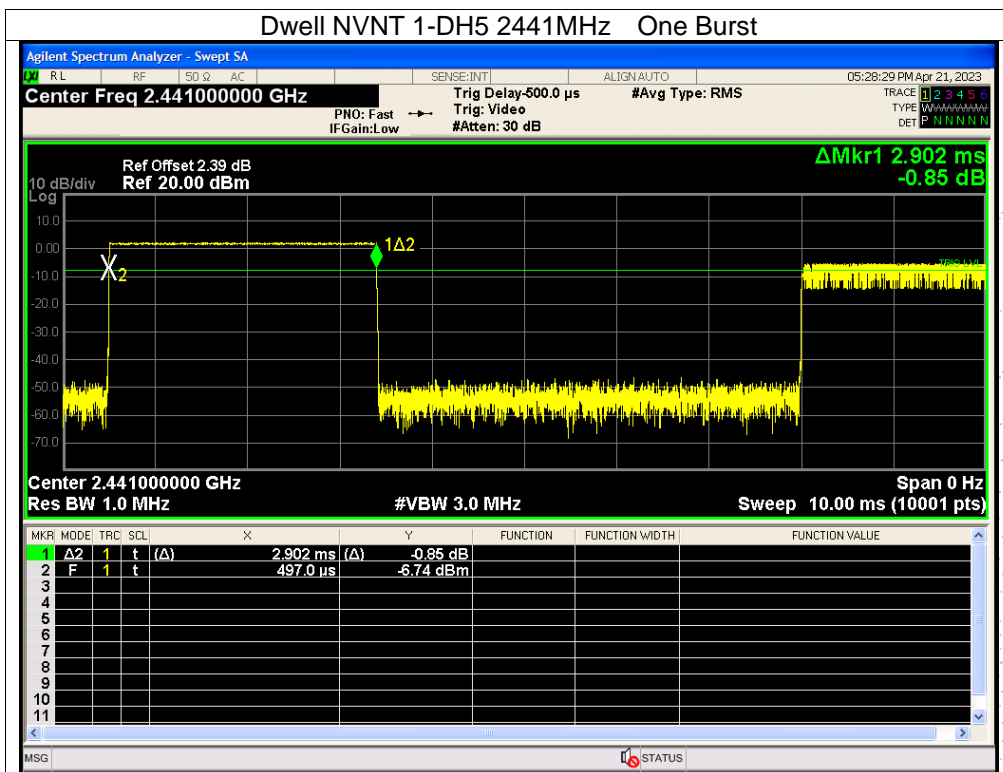 Dwell NVNT 1-DH5 2441MHz One Burst
Agilent Spectrum Analyzer - Swept SA
LXI RL RF 50 Ω AC SENSE:INT ALIGN AUTO 05:28:29 PM Apr 21, 2023
Center Freq 2.441000000 GHz Trig Delay-500.0 µs #Avg Type: RMS TRACE 1 2 3 4 5 6
PNO: Fast Trig: Video TYPE W
IFGain:Low #Atten: 30 dB DET P N N N N N
ΔMkr1 2.902 ms
-0.85 dB
Ref Offset 2.39 dB
10 dB/div Ref 20.00 dBm
Log
10.0
0.00
-10.0
-20.0
-30.0
-40.0
-50.0
-60.0
-70.0
1Δ2
2
TRIG LVL
Center 2.441000000 GHz Span 0 Hz
Res BW 1.0 MHz #VBW 3.0 MHz Sweep 10.00 ms (10001 pts)
MKR MODE TRC SCL X Y FUNCTION FUNCTION WIDTH FUNCTION VALUE
1 Δ2 1 t (Δ) 2.902 ms (Δ) -0.85 dB
2 F 1 t 497.0 µs -6.74 dBm
3
4
5
6
7
8
9
10
11
MSG STATUS